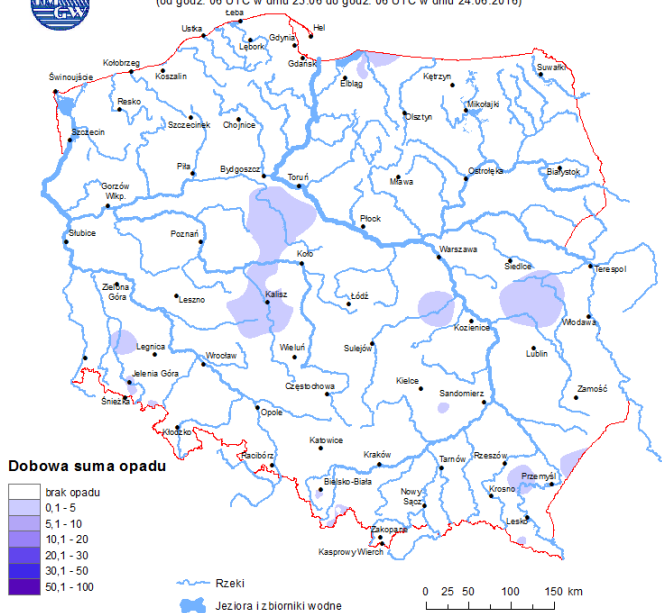 (od godz. 06 UTC w dniu 23.06 do godz. 06 UTC w dniu 24.06.2016)
GW
Łeba
Hel
Ustka
Lębork
Gdynia
Gdańsk
Kołobrzeg
Koszalin
Elbląg
Kętrzyn
Suwałki
Świnoujście
Resko
Szczecinek
Chojnice
Olsztyn
Mikołajki
Szczecin
Piła
Bydgoszcz
Toruń
Mława
Ostrołęka
Białystok
Gorzów
Wlkp.
Płock
Słubice
Poznań
Koło
Warszawa
Siedlce
Terespol
Zielona
Góra
Leszno
Kalisz
Łódź
Kozienice
Włodawa
Legnica
Wrocław
Wieluń
Sulejów
Lublin
Jelenia Góra
Śnieżka
Częstochowa
Kielce
Sandomierz
Zamość
Opole
Kłodzko
Katowice
Racibórz
Kraków
Tarnów
Rzeszów
Przemyśl
Bielsko-Biała
Nowy
Sącz
Krosno
Lesko
Zakopane
Kasprowy Wierch
Dobowa suma opadu
brak opadu
0,1 - 5
5,1 - 10
10,1 - 20
20,1 - 30
30,1 - 50
50,1 - 100
Rzeki
Jeziora i zbiorniki wodne
0 25 50 100 150 km